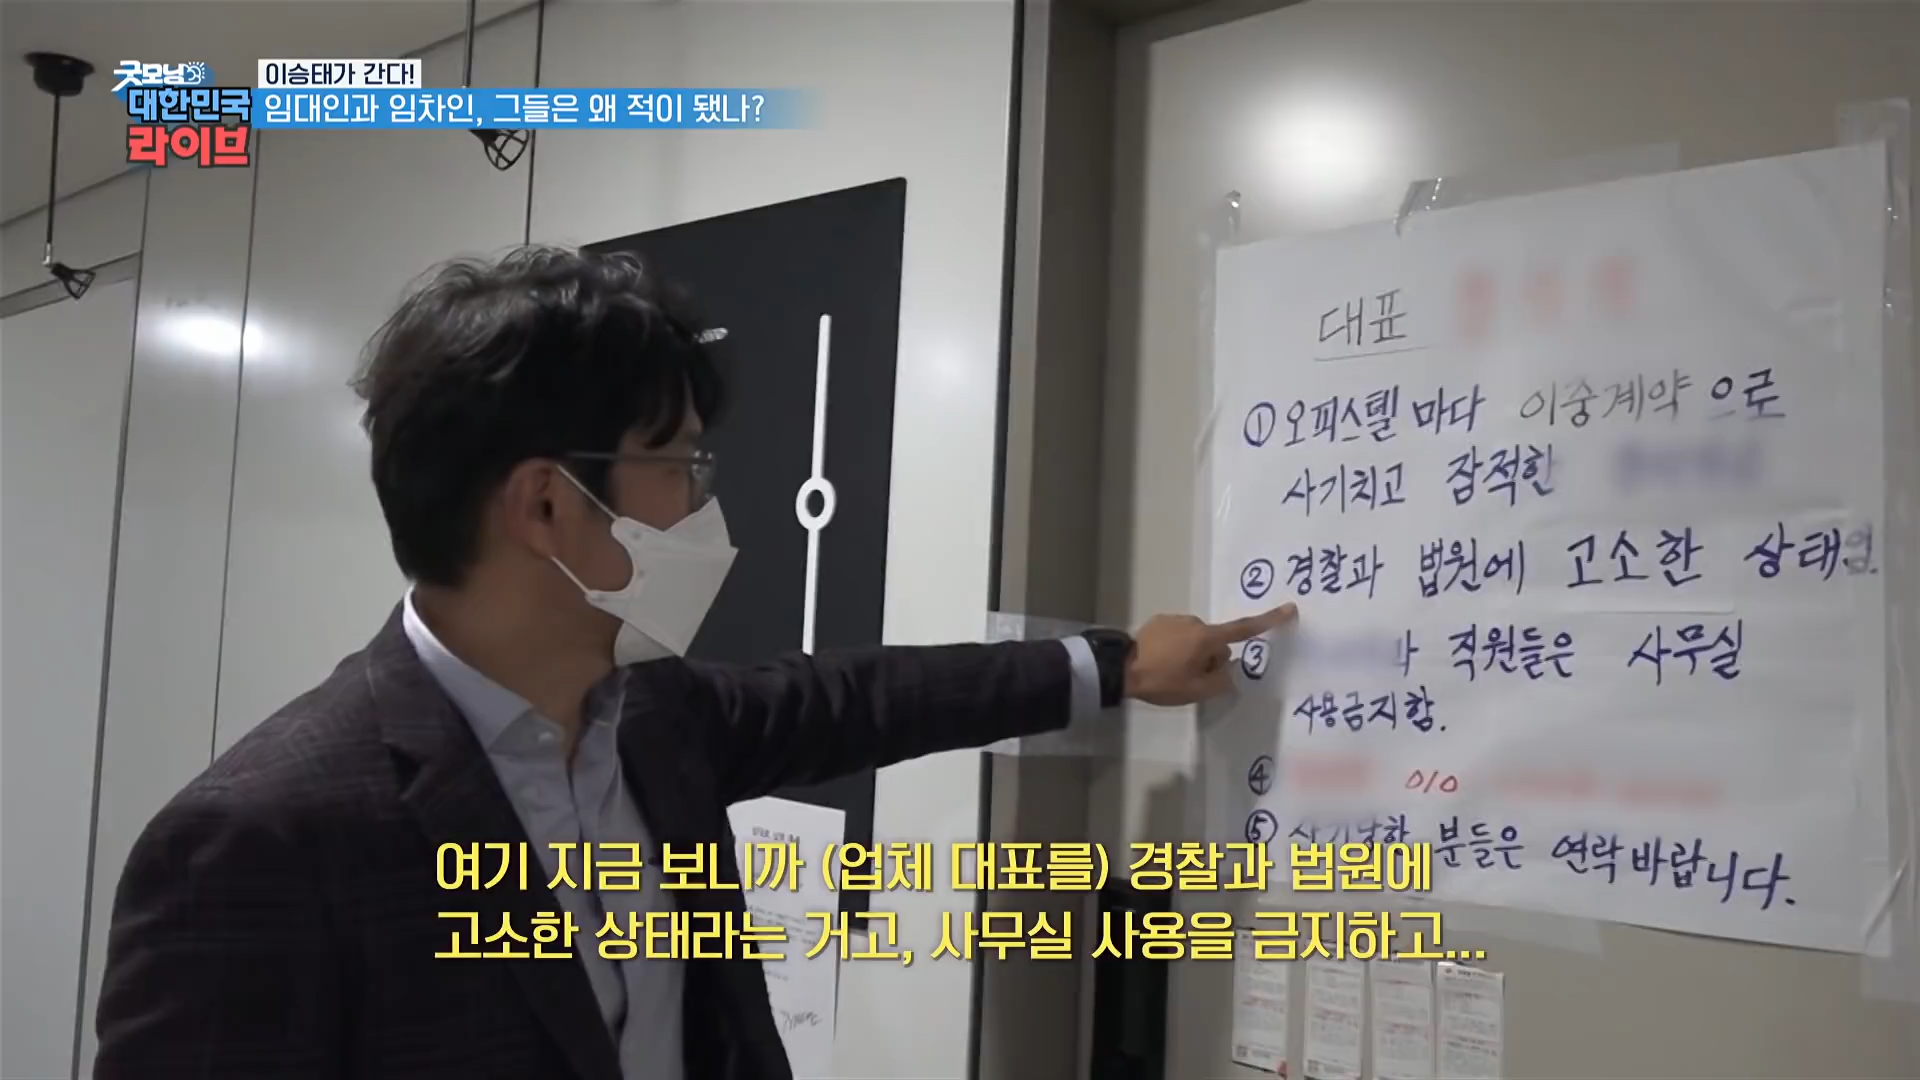 굿모닝
대한민국
라이브
이승태가 간다!
임대인과 임차인, 그들은 왜 적이 됐나?
대표
① 오피스텔 마다 이중계약으로
사기치고 잠적한
② 경찰과 법원에 고소한 상태임.
③ 직원들은 사무실
사용금지함.
④ 010
⑤ 사기당한 분들은 연락바랍니다.
여기 지금 보니까 (업체 대표를) 경찰과 법원에
고소한 상태라는 거고, 사무실 사용을 금지하고...